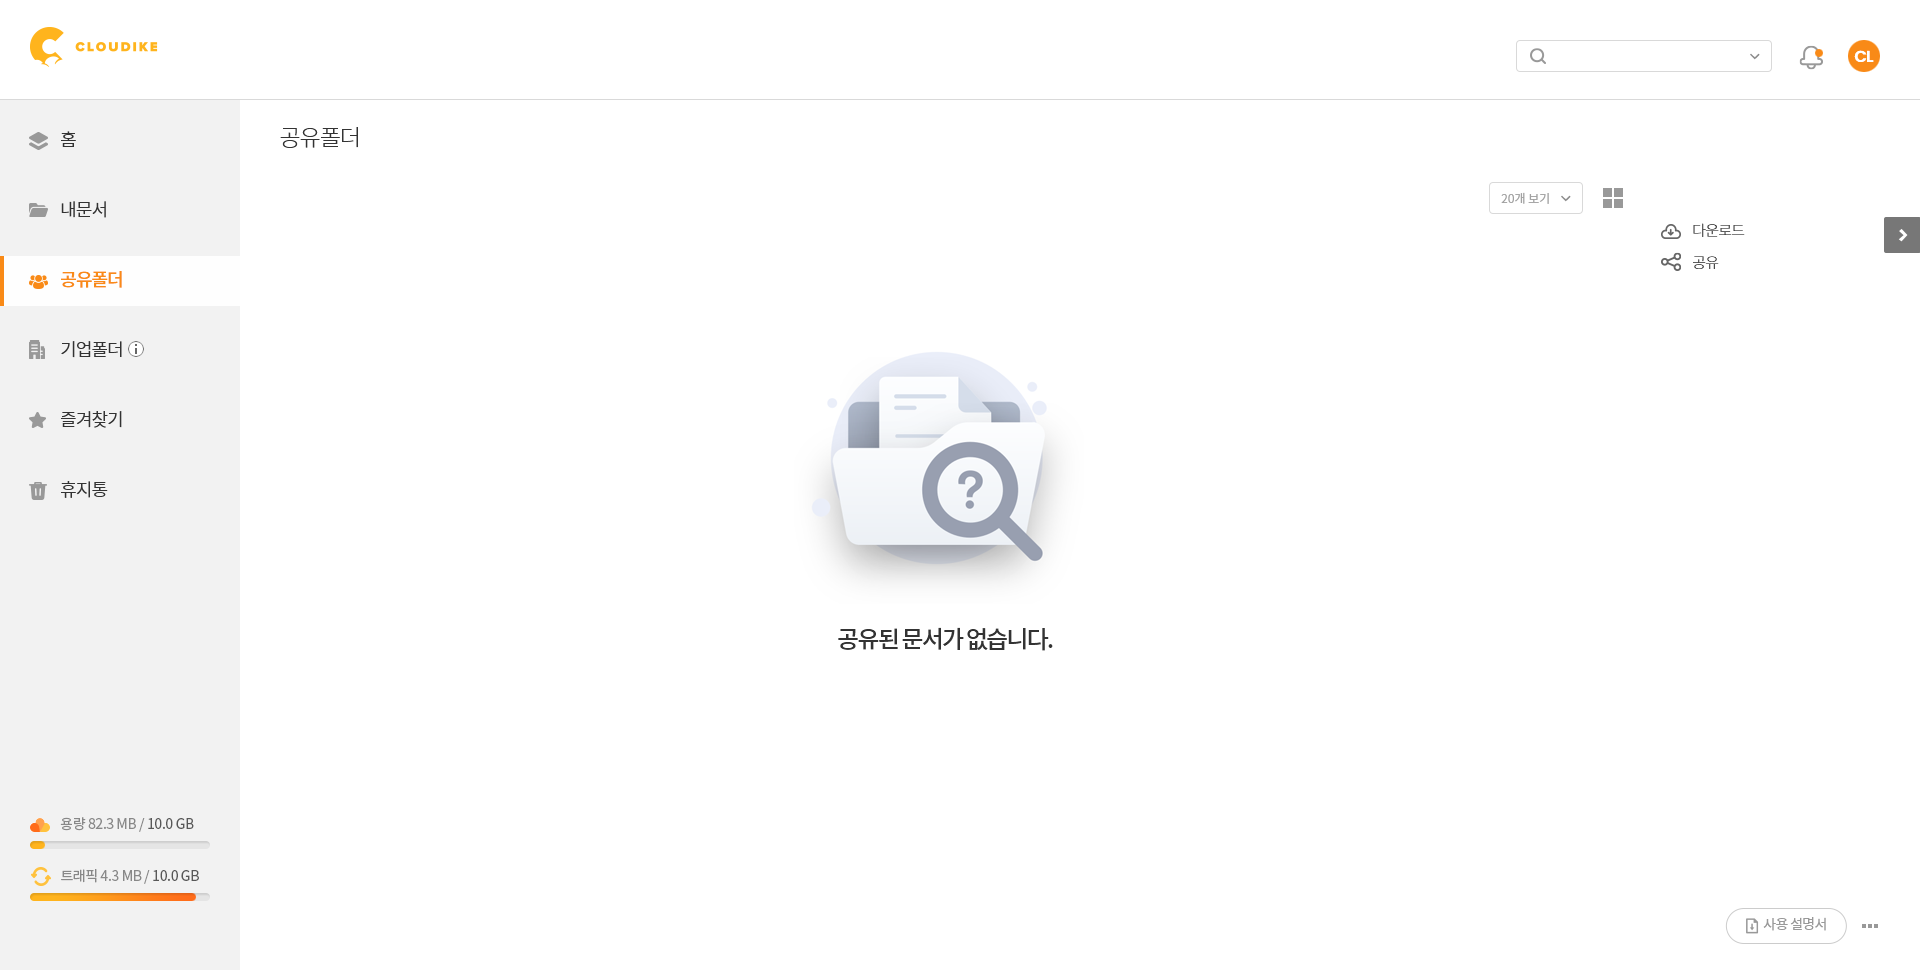 CLOUDIKE
CL
홈
내문서
공유폴더
기업폴더
즐겨찾기
휴지통
용량 82.3 MB / 10.0 GB
트래픽 4.3 MB / 10.0 GB
공유폴더
20개 보기
다운로드
공유
?
공유된 문서가 없습니다.
사용 설명서